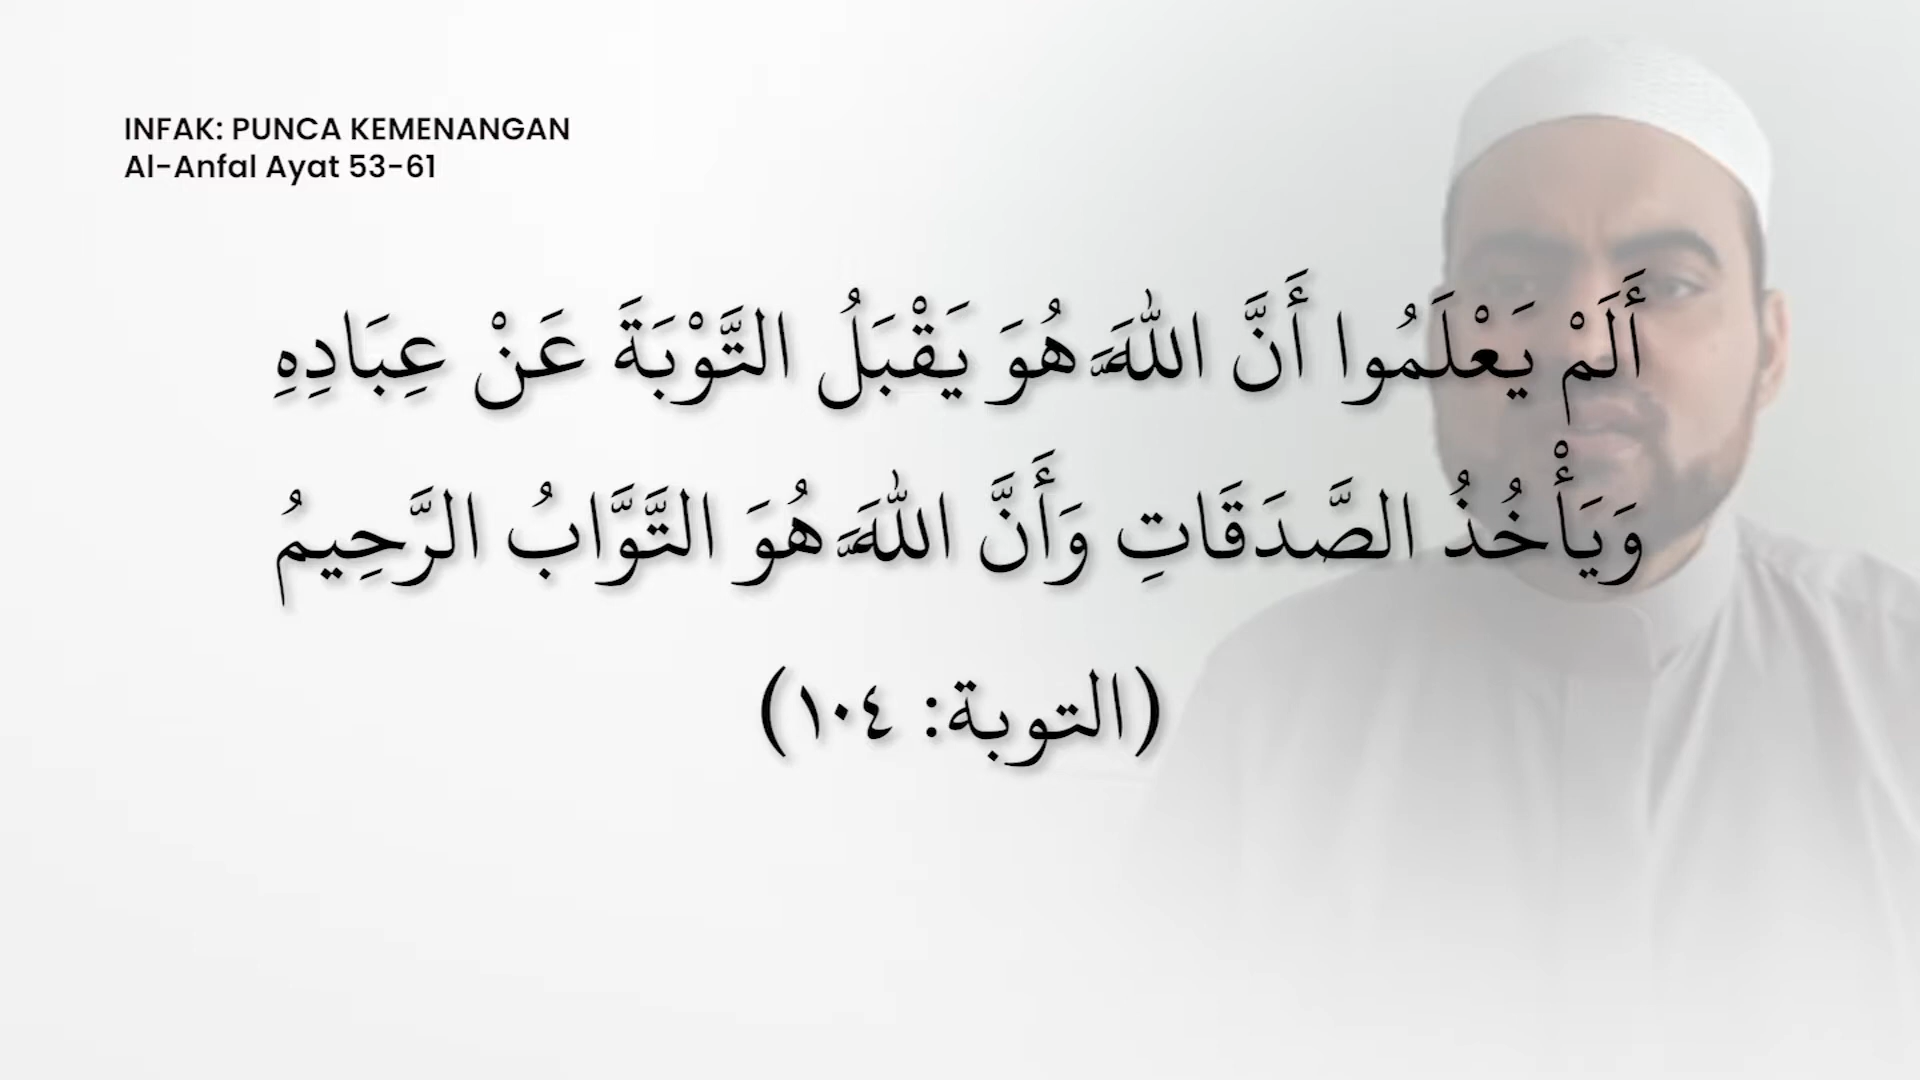 INFAK: PUNCA KEMENANGAN
Al-Anfal Ayat 53-61
أَلَمْ يَعْلَمُوا أَنَّ اللَّهَ هُوَ يَقْبَلُ التَّوْبَةَ عَنْ عِبَادِهِ
وَيَأْخُذُ الصَّدَقَاتِ وَأَنَّ اللَّهَ هُوَ التَّوَّابُ الرَّحِيمُ
(التوبة: ١٠٤)